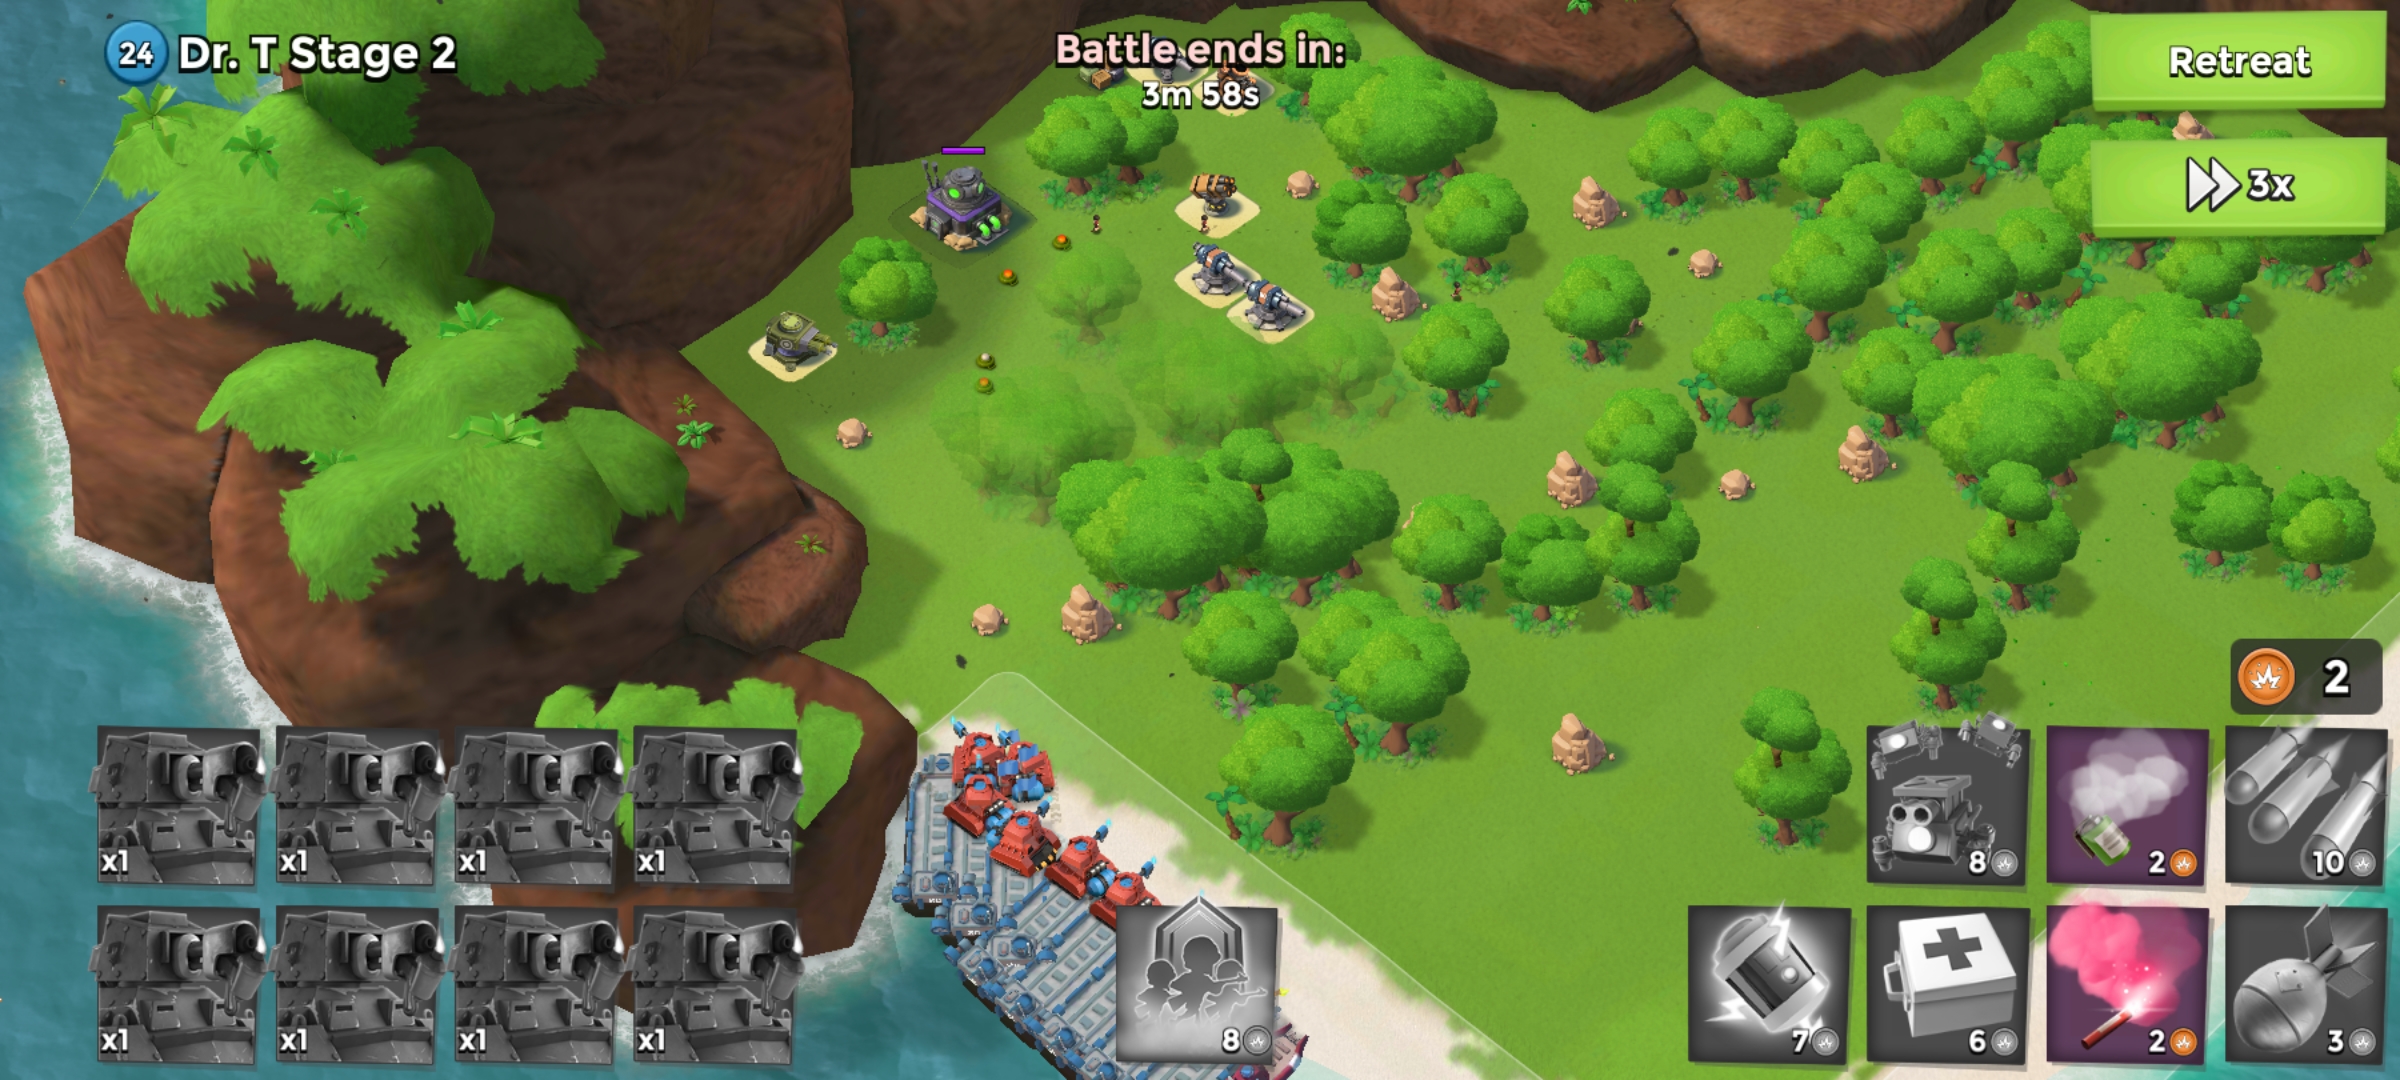 24 Dr. T Stage 2
Battle ends in:
3m 58s
Retreat
3x
2
x1 x1 x1 x1
8 2 10
x1 x1 x1 x1
8 7 6 2 3